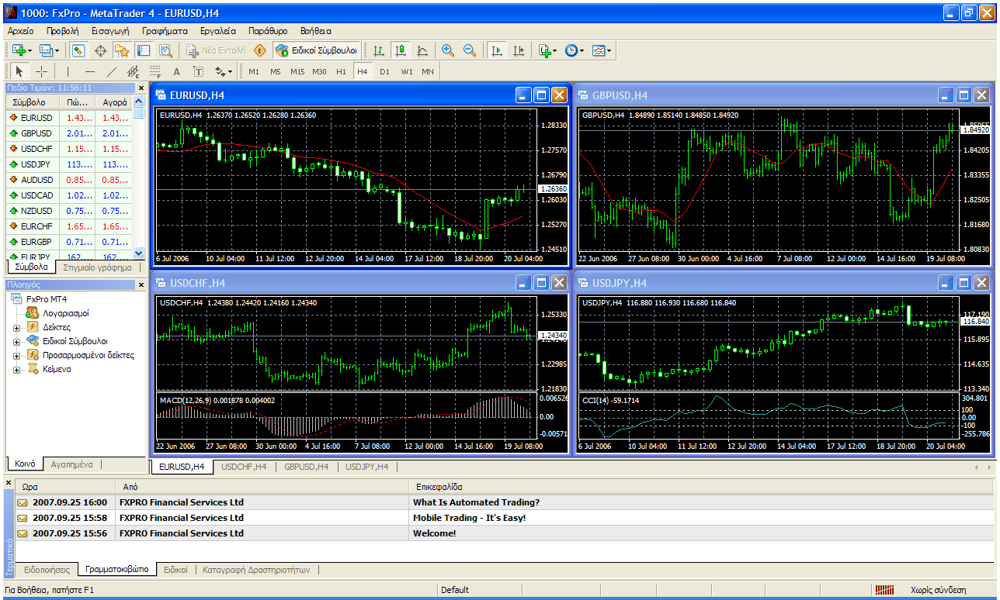 1000: FxPro - MetaTrader 4 - EURUSD,H4
Αρχείο Προβολή Εισαγωγή Γραφήματα Εργαλεία Παράθυρο Βοήθεια
Νέα Εντολή Ειδικοί Σύμβουλοι
A T M1 M5 M15 M30 H1 H4 D1 W1 MN
Πεδίο Τιμών: 11:56:11
Σύμβολο Πώ... Αγορά
EURUSD 1.43... 1.43...
GBPUSD 2.01... 2.01...
USDCHF 1.15... 1.15...
USDJPY 113.... 113....
AUDUSD 0.85... 0.85...
USDCAD 1.02... 1.02...
NZDUSD 0.75... 0.75...
EURCHF 1.65... 1.65...
EURGBP 0.71... 0.71...
EURJPY 162.... 162....
Σύμβολα Στιγμιαίο γράφημα
Πλοηγός
FxPro MT4
Λογαριασμοί
Δείκτες
Ειδικοί Σύμβουλοι
Προσαρμοσμένοι δείκτες
Κείμενα
Κοινό Αγαπημένα
EURUSD,H4
EURUSD,H4 1.26370 1.26520 1.26280 1.26360
1.28330
1.27570
1.26790
1.26360
1.26030
1.25270
1.24510
6 Jul 2006 10 Jul 04:00 11 Jul 12:00 12 Jul 20:00 14 Jul 04:00 17 Jul 12:00 18 Jul 20:00 20 Jul 04:00
GBPUSD,H4
GBPUSD,H4 1.84890 1.85140 1.84850 1.84920
1.85055
1.84920
1.84205
1.83355
1.82505
1.81680
1.80830
22 Jun 2006 27 Jun 08:00 30 Jun 00:00 4 Jul 16:00 7 Jul 08:00 12 Jul 00:00 14 Jul 16:00 19 Jul 08:00
USDCHF,H4
USDCHF,H4 1.24380 1.24420 1.24160 1.24340
1.25330
1.24340
1.22985
1.21830
MACD(12,26,9) 0.001878 0.004002
0.006526
0.00
-0.00571
22 Jun 2006 27 Jun 08:00 30 Jun 00:00 4 Jul 16:00 7 Jul 08:00 12 Jul 00:00 14 Jul 16:00 19 Jul 08:00
USDJPY,H4
USDJPY,H4 116.880 116.930 116.680 116.840
117.190
116.840
115.895
114.635
113.340
CCI(14) -59.1714
304.801
100
0.00
-100
-255.786
6 Jul 2006 10 Jul 04:00 11 Jul 12:00 12 Jul 20:00 14 Jul 04:00 17 Jul 12:00 18 Jul 20:00 20 Jul 04:00
EURUSD,H4 USDCHF,H4 GBPUSD,H4 USDJPY,H4
Ώρα Από Επικεφαλίδα
2007.09.25 16:00 FXPRO Financial Services Ltd What Is Automated Trading?
2007.09.25 15:58 FXPRO Financial Services Ltd Mobile Trading - It's Easy!
2007.09.25 15:56 FXPRO Financial Services Ltd Welcome!
Τερματικό
Ειδοποιήσεις Γραμματοκιβώτιο Ειδικοί Καταγραφή Δραστηριοτήτων
Για Βοήθεια, πατήστε F1 Default Χωρίς σύνδεση